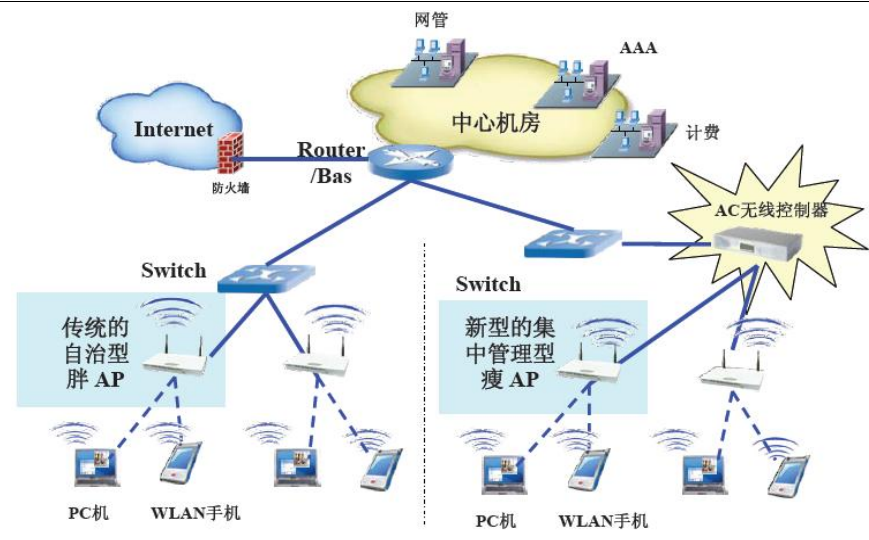 网管
AAA
中心机房
计费
Internet
防火墙
Router
/Bas
AC无线控制器
Switch
传统的
自治型
胖 AP
PC机
WLAN手机
Switch
新型的集
中管理型
瘦 AP
PC机
WLAN手机